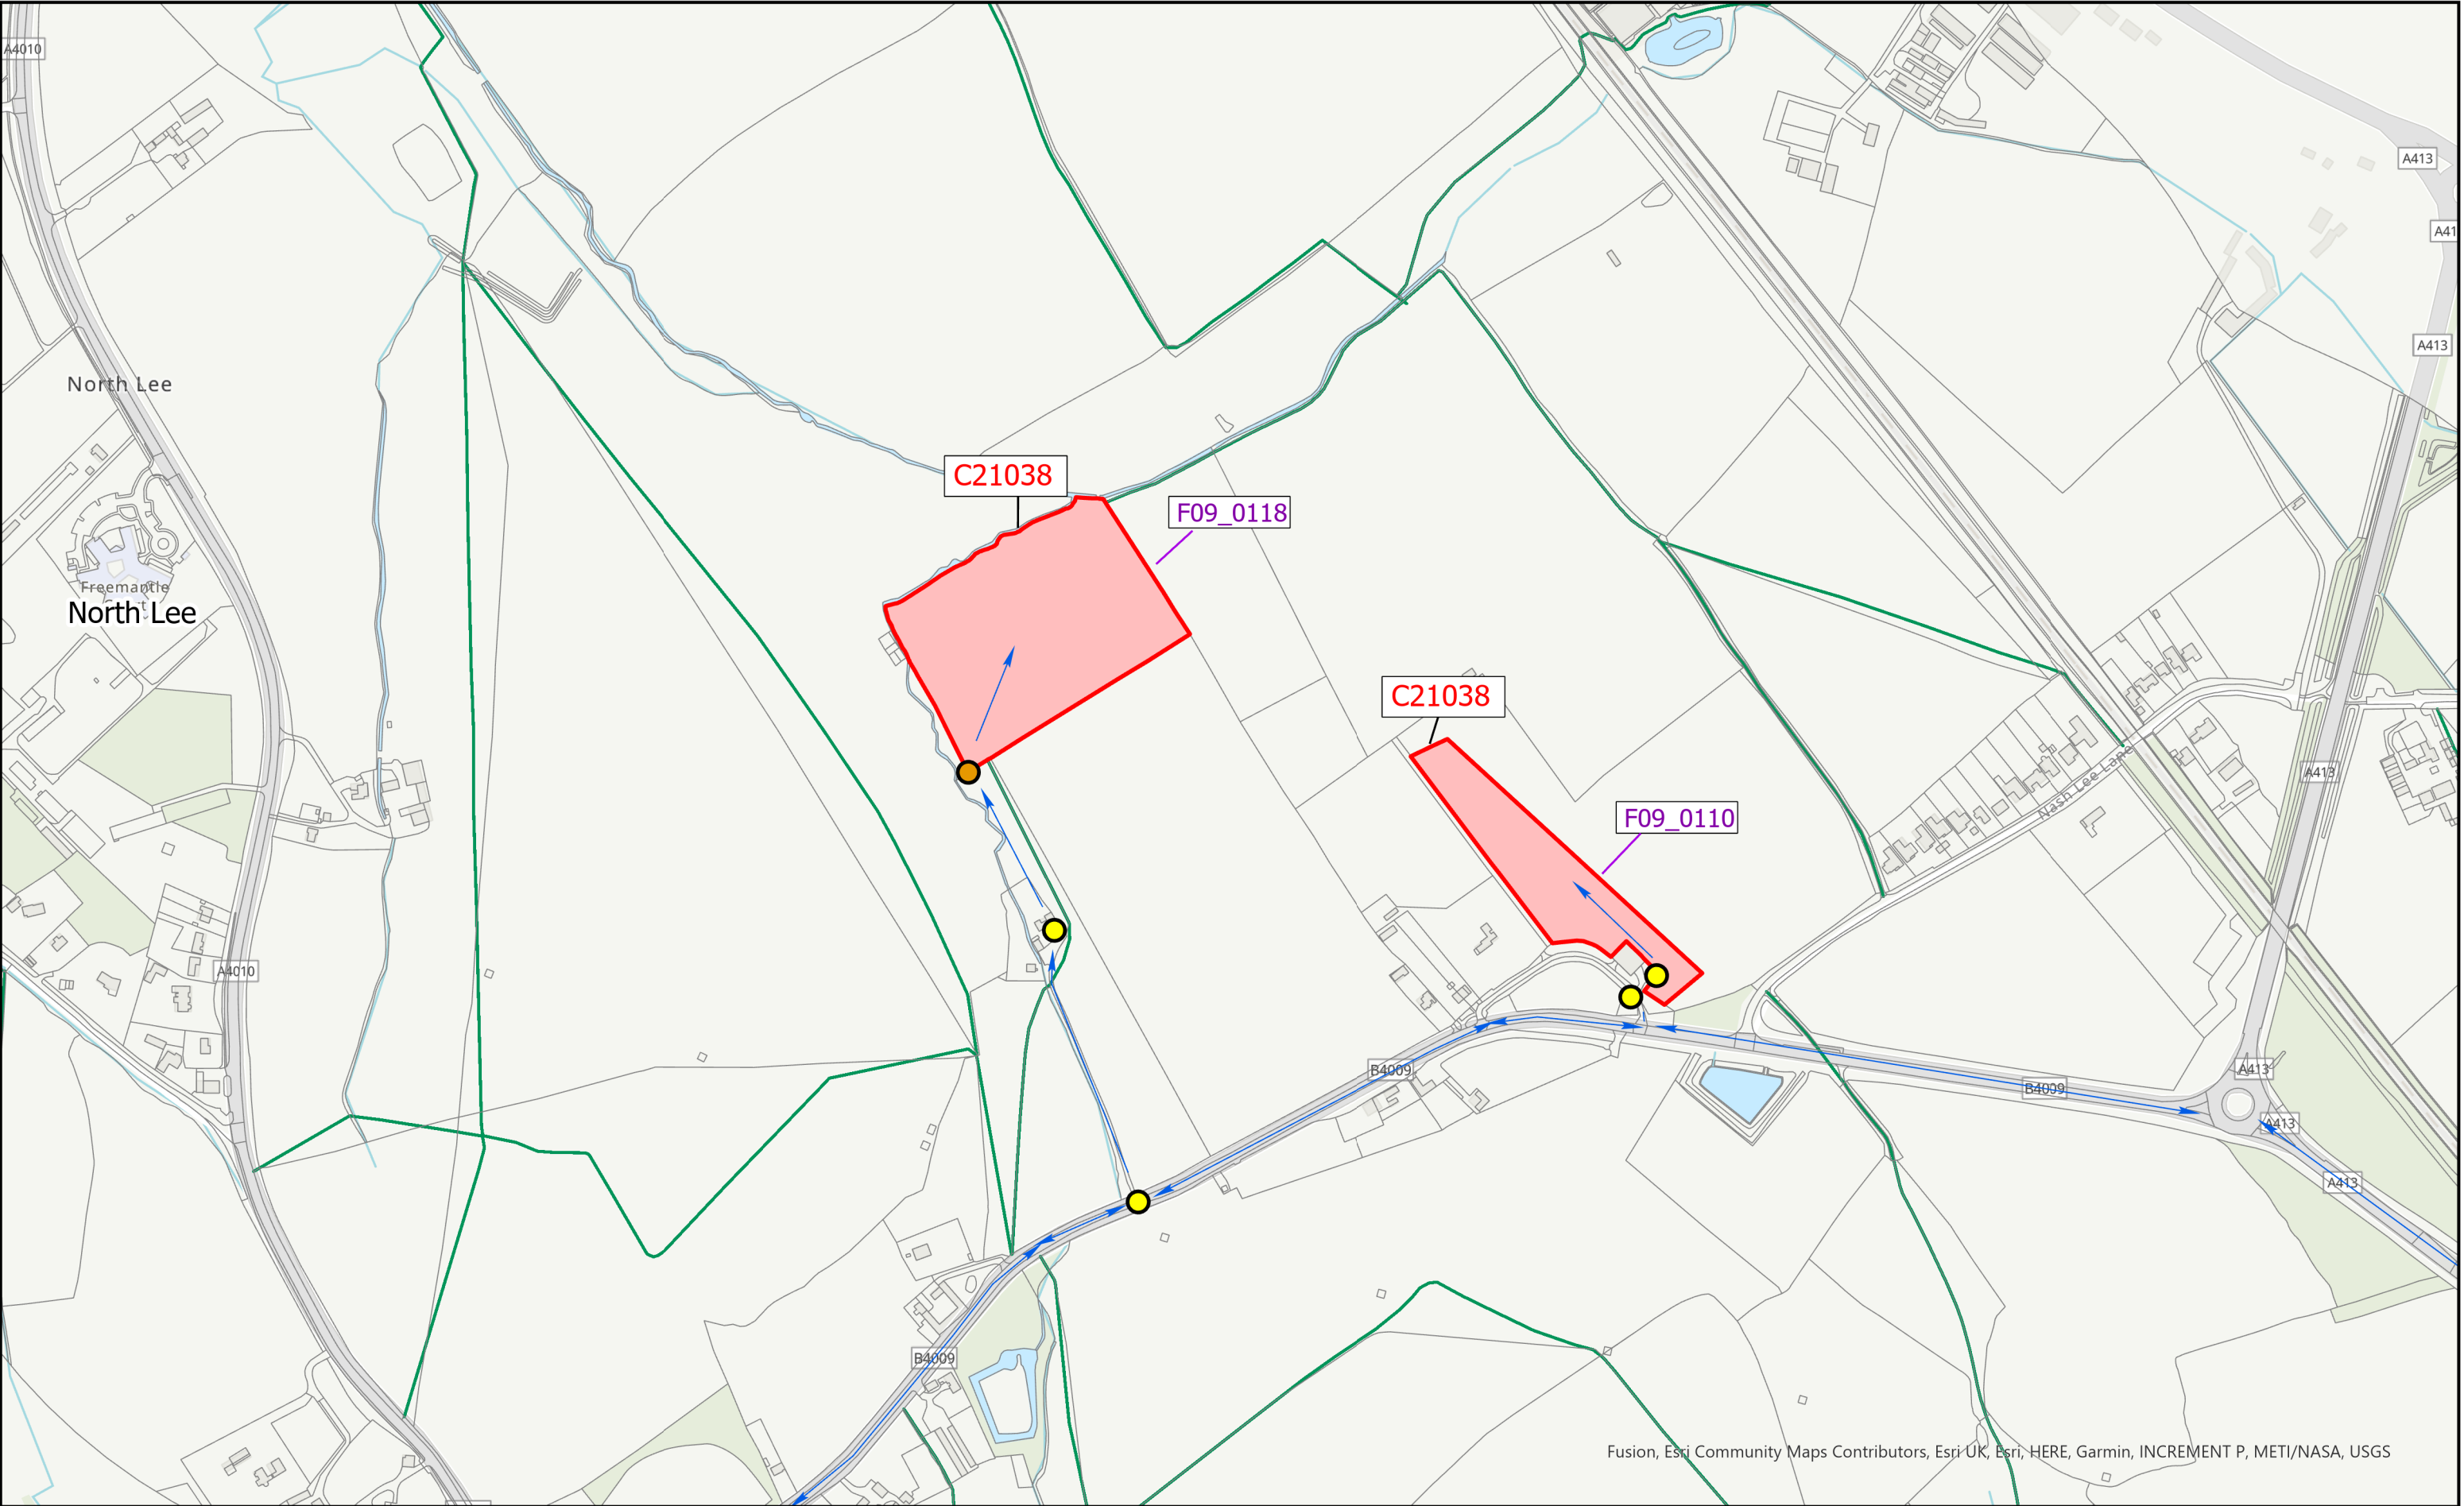 A4010
A413
A41
A413
North Lee
C21038
F09_0118
Freemantle
North Lee
C21038
A413
Nash Lee Lane
F09_0110
A4010
B4009
A413
B4009
A413
A413
B4009
Fusion, Esri Community Maps Contributors, Esri UK, Esri, HERE, Garmin, INCREMENT P, METI/NASA, USGS